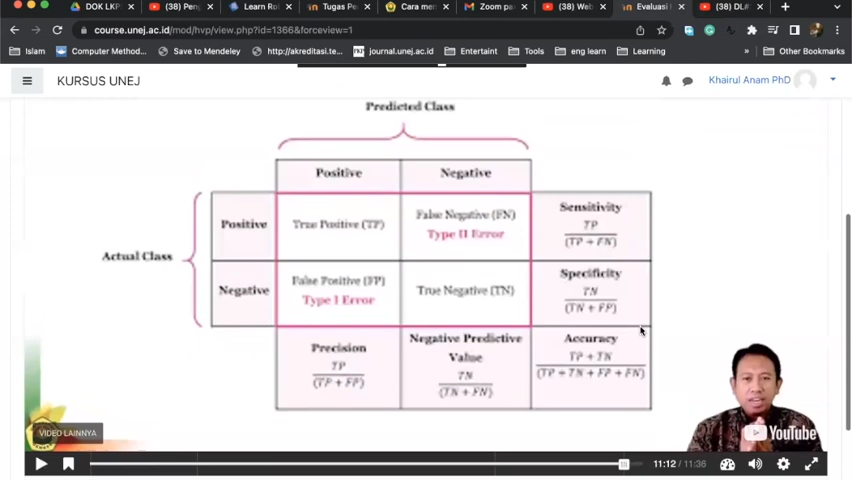 DOK LKP
(38) Pen
Learn Ro
Tugas Pe
Cara me
Zoom pa
(38) Web
Evaluasi
(38) DL#
course.unej.ac.id/mod/hvp/view.php?id=1366&forceview=1
Islam
Computer Method...
Save to Mendeley
http://akreditasi.te...
journal.unej.ac.id
Entertaint
Tools
eng learn
Learning
»
Other Bookmarks
KURSUS UNEJ
Khairul Anam PhD
Predicted Class
Positive
Negative
Actual Class
Positive
True Positive (TP)
False Negative (FN)
Type II Error
Sensitivity
TP
(TP + FN)
Negative
False Positive (FP)
Type I Error
True Negative (TN)
Specificity
TN
(TN + FP)
Precision
TP
(TP + FP)
Negative Predictive
Value
TN
(TN + FN)
Accuracy
TP + TN
(TP + TN + FP + FN)
VIDEO LAINNYA
YouTube
11:12 / 11:36